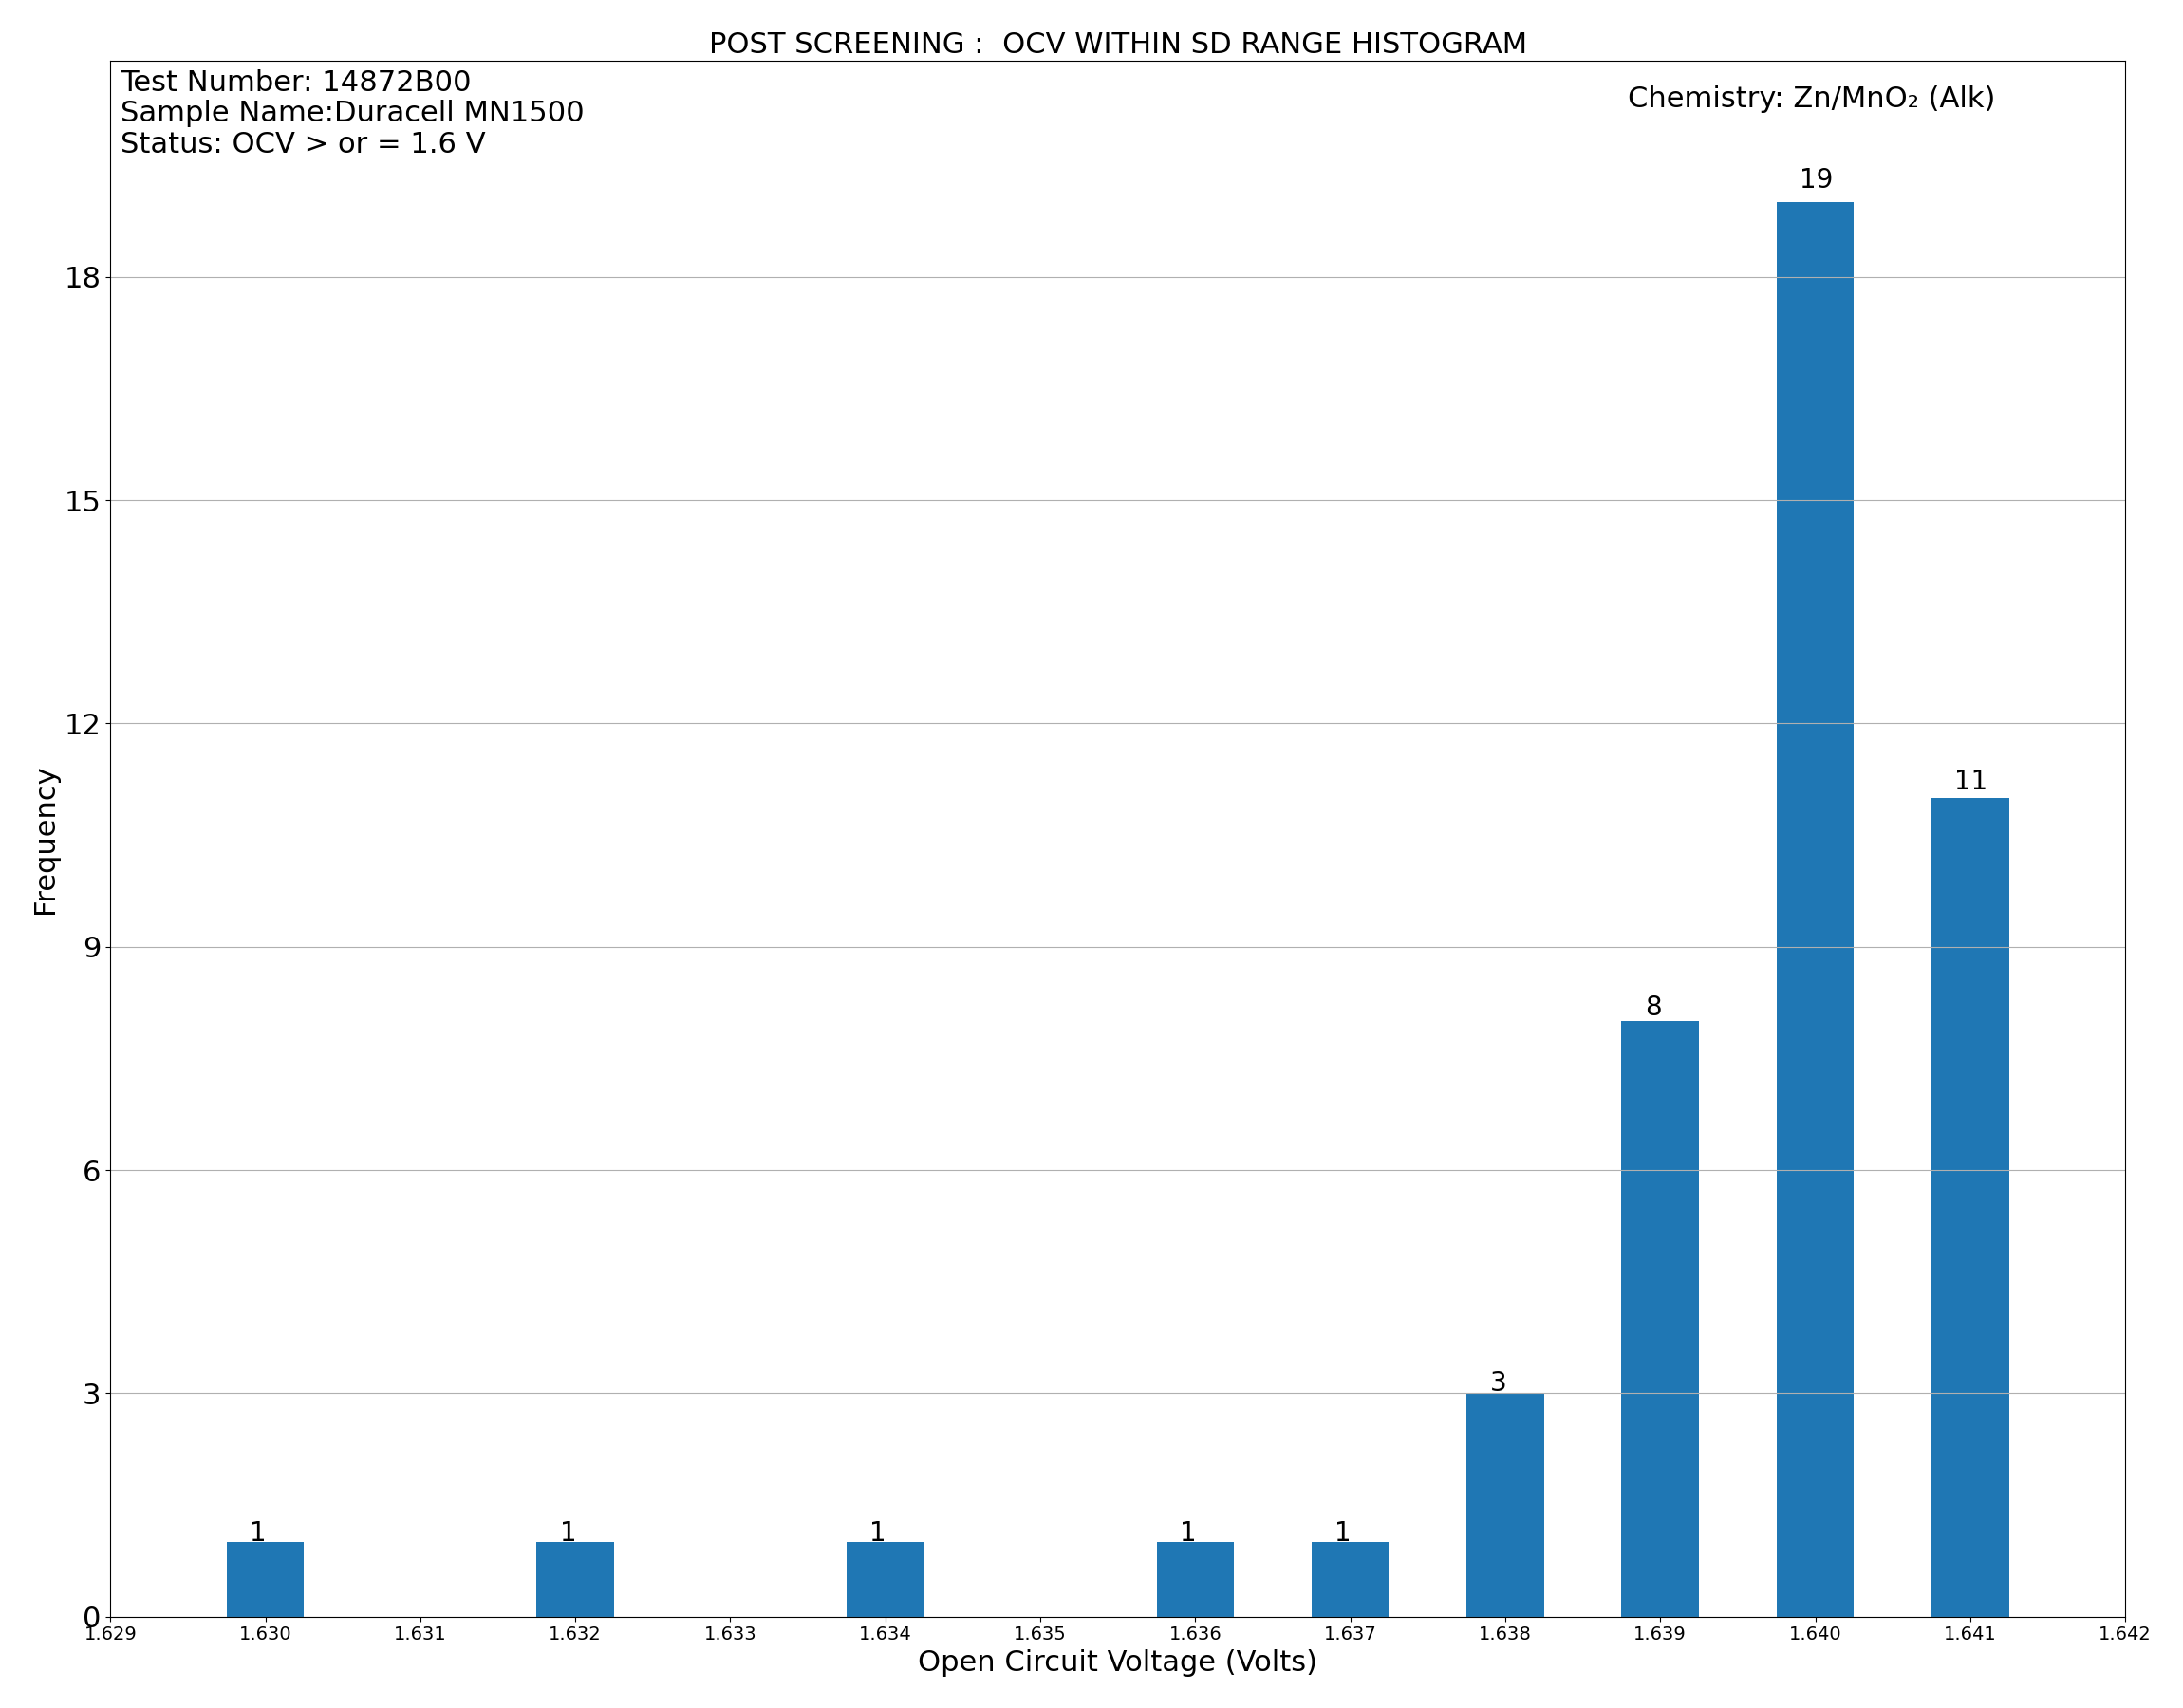 POST SCREENING :  OCV WITHIN SD RANGE HISTOGRAM
Test Number: 14872B00
Sample Name:Duracell MN1500
Status: OCV > or = 1.6 V
Chemistry: Zn/MnO₂ (Alk)
19
18
15
12
11
Frequency
9
8
6
3
3
1 1 1 1 1
0
1.629 1.630 1.631 1.632 1.633 1.634 1.635 1.636 1.637 1.638 1.639 1.640 1.641 1.642
Open Circuit Voltage (Volts)